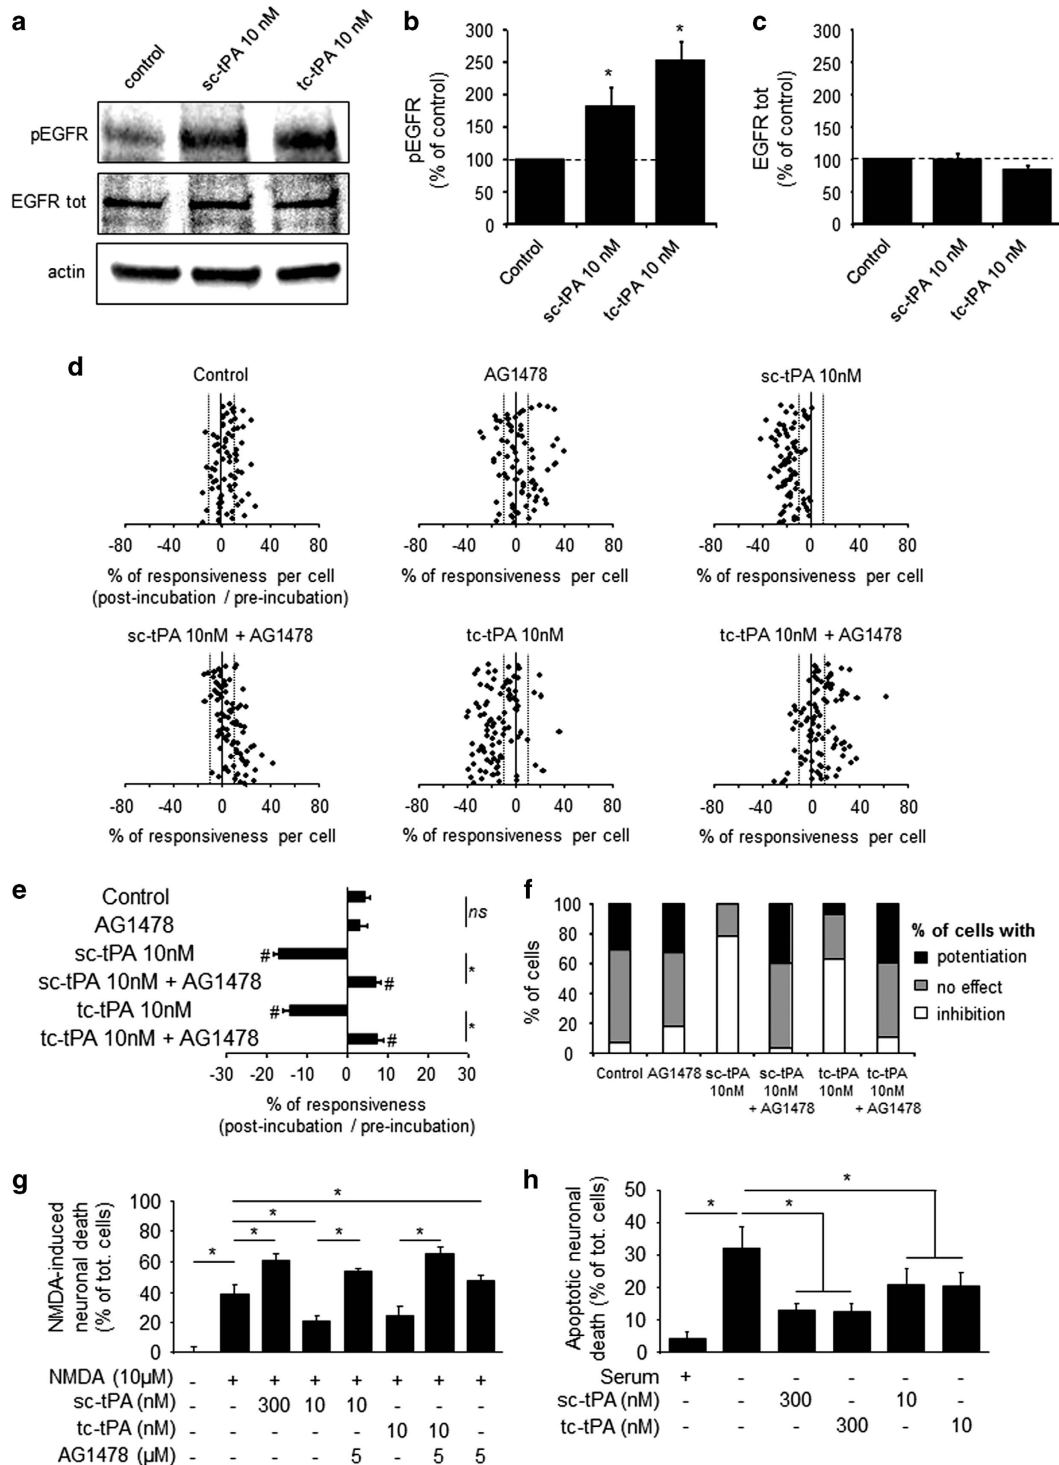 a
control
sc-tPA 10 nM
tc-tPA 10 nM
pEGFR
EGFR tot
actin
b
pEGFR
(% of control)
300
250
200
150
100
50
0
*
*
Control
sc-tPA 10 nM
tc-tPA 10 nM
c
EGFR tot
(% of control)
300
250
200
150
100
50
0
Control
sc-tPA 10 nM
tc-tPA 10 nM
d
Control
-80 -40 0 40 80
% of responsiveness per cell
(post-incubation / pre-incubation)
AG1478
-80 -40 0 40 80
% of responsiveness per cell
sc-tPA 10nM
-80 -40 0 40 80
% of responsiveness per cell
sc-tPA 10nM + AG1478
-80 -40 0 40 80
% of responsiveness per cell
tc-tPA 10nM
-80 -40 0 40 80
% of responsiveness per cell
tc-tPA 10nM + AG1478
-80 -40 0 40 80
% of responsiveness per cell
e
Control
AG1478
sc-tPA 10nM
sc-tPA 10nM + AG1478
tc-tPA 10nM
tc-tPA 10nM + AG1478
ns
#
*
#
#
*
#
-30 -20 -10 0 10 20 30
% of responsiveness
(post-incubation / pre-incubation)
f
% of cells
100
80
60
40
20
0
Control
AG1478
sc-tPA
10nM
sc-tPA
10nM
+ AG1478
tc-tPA
10nM
tc-tPA
10nM
+ AG1478
% of cells with
potentiation
no effect
inhibition
g
NMDA-induced
neuronal death
(% of tot. cells)
100
80
60
40
20
0
* * * * * *
NMDA (10µM) - + + + + + + +
sc-tPA (nM) - - 300 10 10 - - -
tc-tPA (nM) - - - - - 10 10 -
AG1478 (µM) - - - - 5 - 5 5
h
Apoptotic neuronal
death (% of tot. cells)
50
40
30
20
10
0
* * *
Serum + - - - - -
sc-tPA (nM) - - 300 - 10 -
tc-tPA (nM) - - - 300 - 10